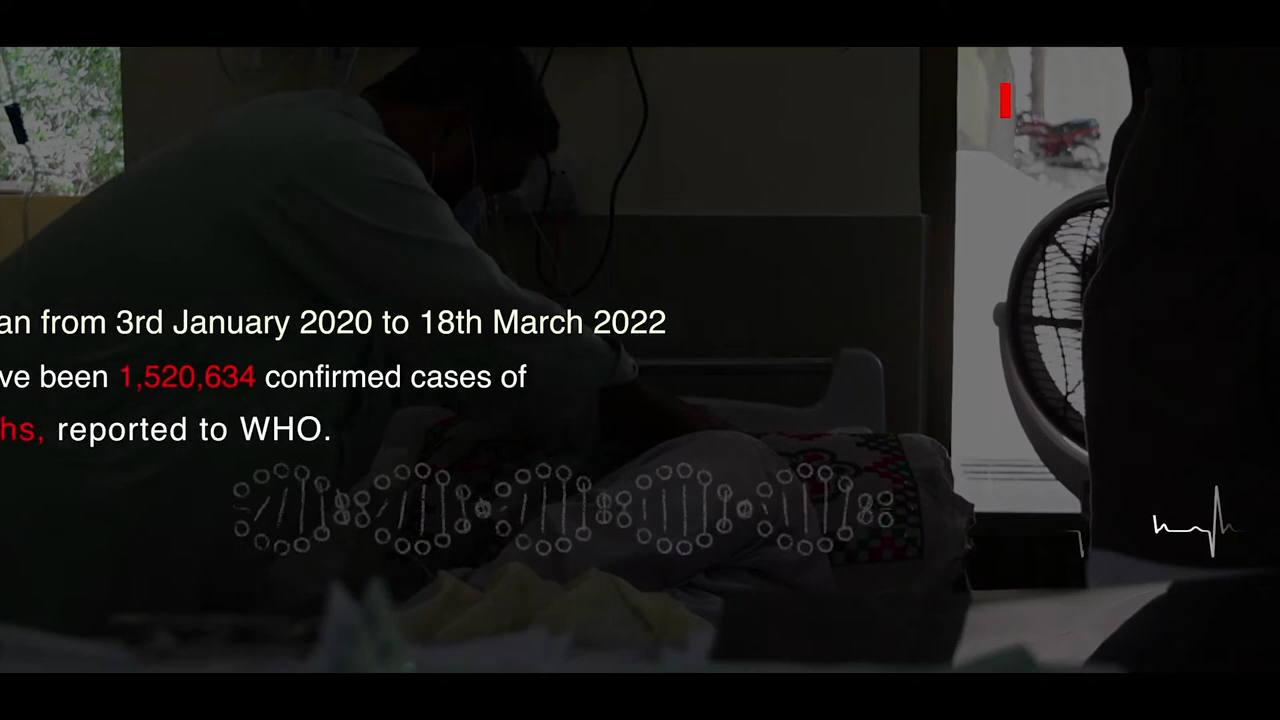 an from 3rd January 2020 to 18th March 2022
ve been 1,520,634 confirmed cases of
hs, reported to WHO.